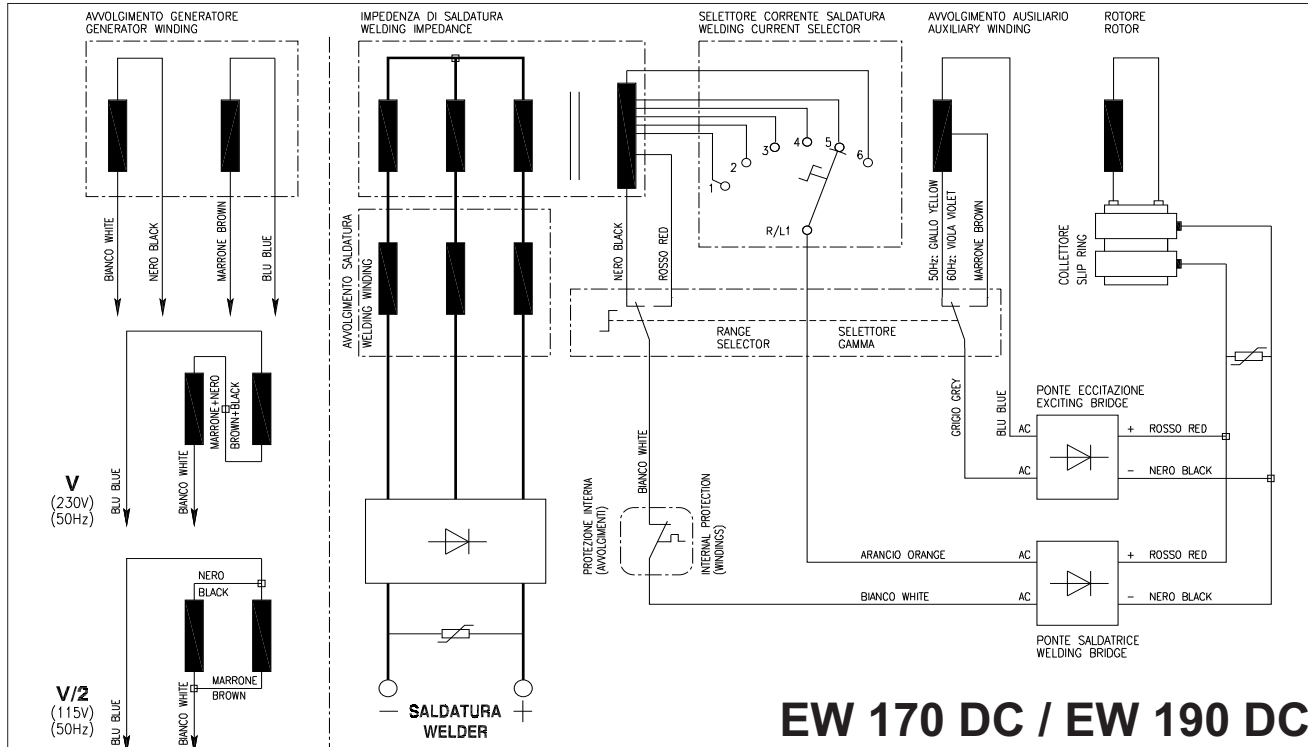 AVVOLGIMENTO GENERATORE
GENERATOR WINDING
IMPEDENZA DI SALDATURA
WELDING IMPEDANCE
SELETTORE CORRENTE SALDATURA
WELDING CURRENT SELECTOR
AVVOLGIMENTO AUSILIARIO
AUXILIARY WINDING
ROTORE
ROTOR
1
2
3
4
5
6
R/L1
BIANCO WHITE
NERO BLACK
MARRONE BROWN
BLU BLUE
AVVOLGIMENTO SALDATURA
WELDING WINDING
NERO BLACK
ROSSO RED
50Hz: GIALLO YELLOW
60Hz: VIOLA VIOLET
MARRONE BROWN
COLLETTORE
SLIP RING
RANGE
SELECTOR
SELETTORE
GAMMA
MARRONE+NERO
BROWN+BLACK
BLU BLUE
BIANCO WHITE
V
(230V)
(50Hz)
BIANCO WHITE
GRIGIO GREY
BLU BLUE
PONTE ECCITAZIONE
EXCITING BRIDGE
AC
+ ROSSO RED
AC
- NERO BLACK
PROTEZIONE INTERNA
(AVVOLGIMENTI)
INTERNAL PROTECTION
(WINDINGS)
ARANCIO ORANGE
AC
+ ROSSO RED
BIANCO WHITE
AC
- NERO BLACK
PONTE SALDATRICE
WELDING BRIDGE
NERO
BLACK
MARRONE
BROWN
BLU BLUE
BIANCO WHITE
V/2
(115V)
(50Hz)
- SALDATURA +
WELDER
EW 170 DC / EW 190 DC